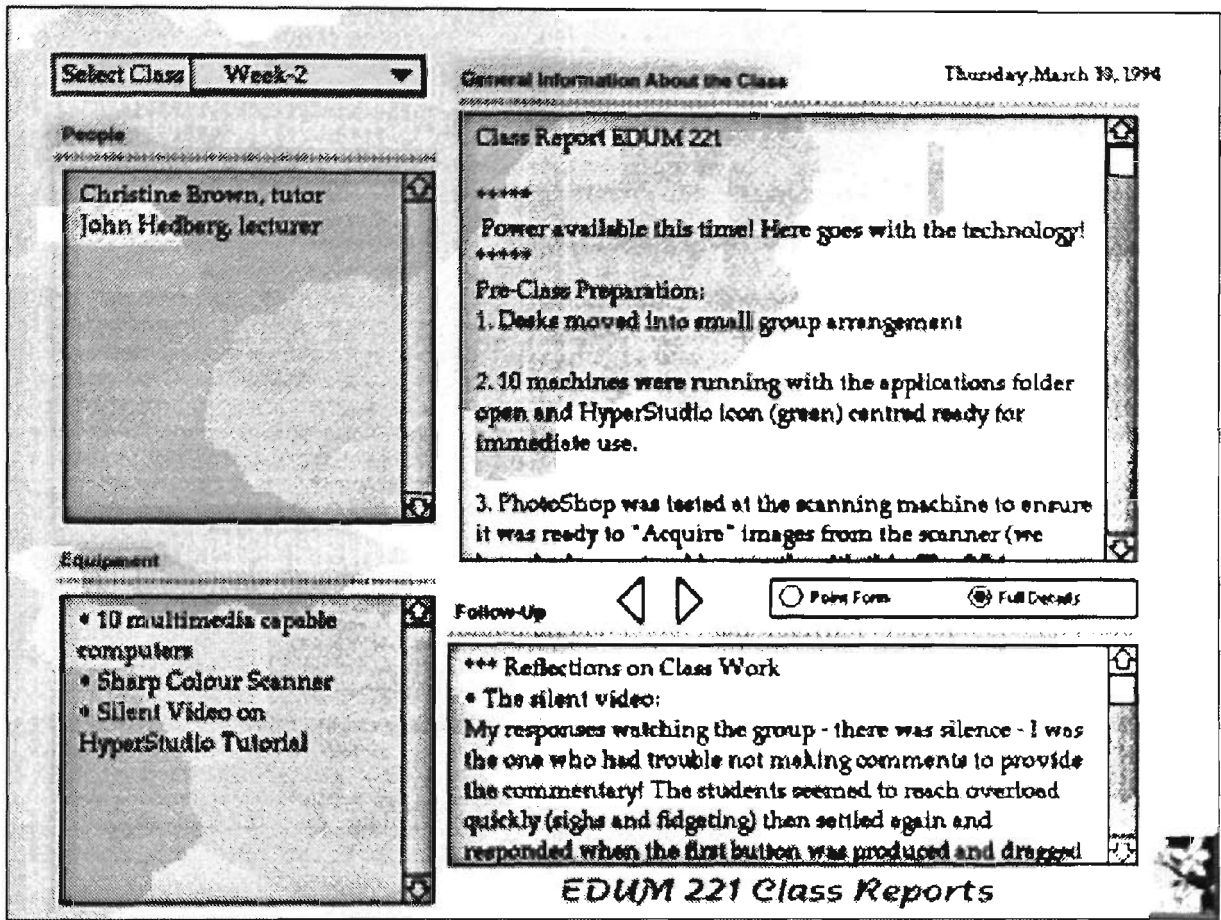 Select Class Week-2
People
Christine Brown, tutor
John Hedberg, lecturer
Equipment
• 10 multimedia capable
computers
• Sharp Colour Scanner
• Silent Video on
HyperStudio Tutorial
General Information About the Class
Thursday, March 1994
Class Report EDUM 221
*****
Power available this time! Here goes with the technology!
*****
Pre-Class Preparation:
1. Desks moved into small group arrangement
2. 10 machines were running with the applications folder
open and HyperStudio icon (green) centred ready for
immediate use.
3. PhotoShop was tested at the scanning machine to ensure
it was ready to "Acquire" images from the scanner (we
Follow-Up
Point Form Full Details
*** Reflections on Class Work
• The silent video:
My responses watching the group - there was silence - I was
the one who had trouble not making comments to provide
the commentary! The students seemed to reach overload
quickly (sighs and fidgeting) then settled again and
responded when the first button was produced and dragged
EDUM 221 Class Reports